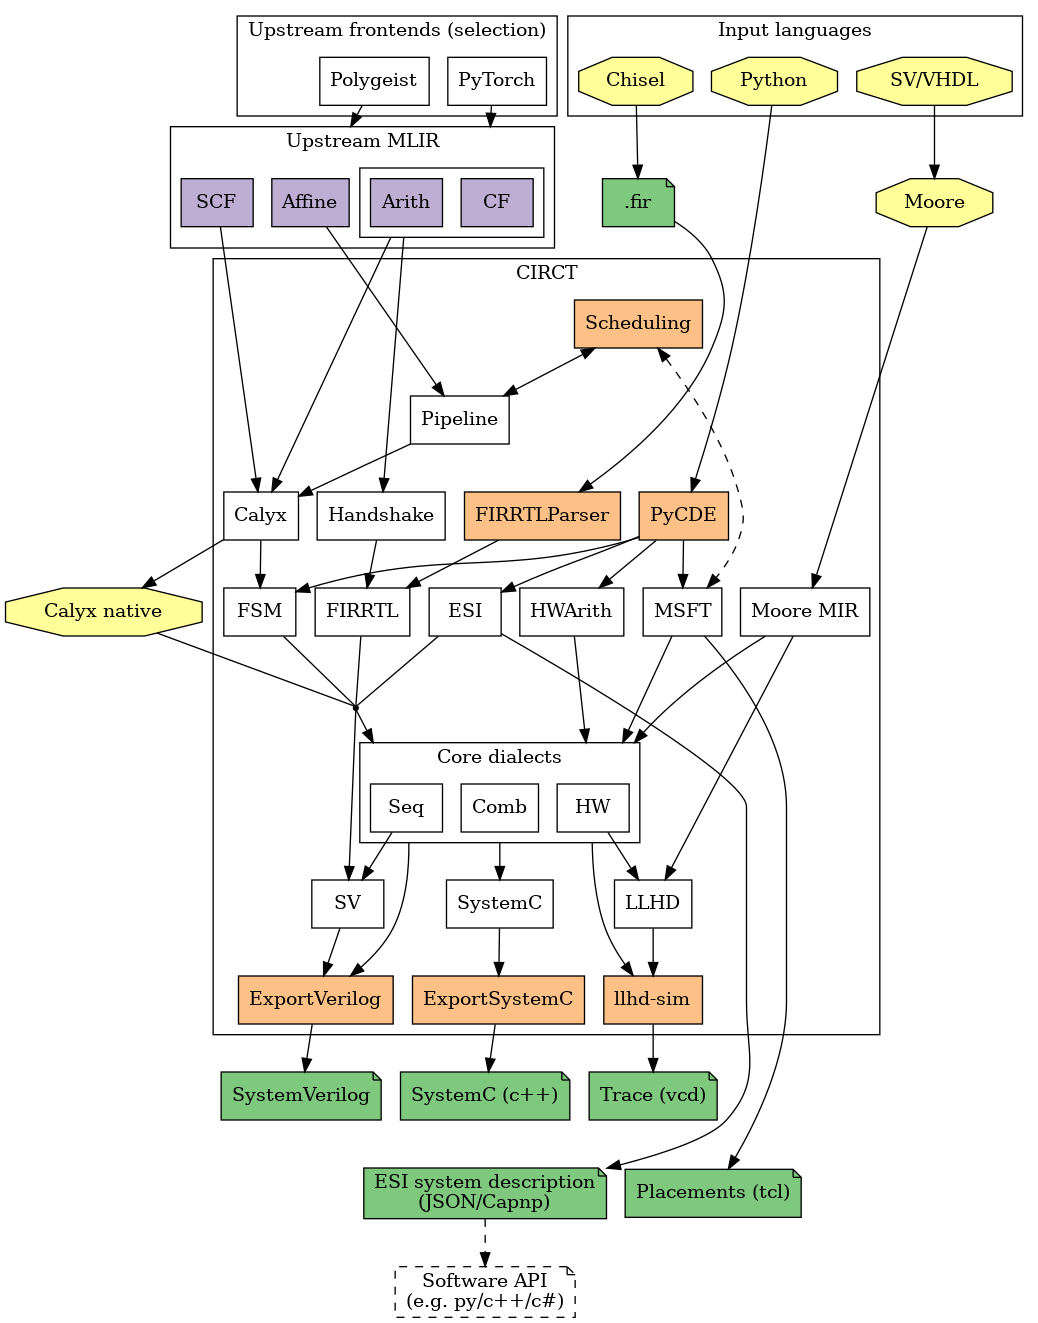 Upstream frontends (selection)
Input languages
Polygeist
PyTorch
Chisel
Python
SV/VHDL
Upstream MLIR
SCF
Affine
Arith
CF
.fir
Moore
CIRCT
Scheduling
Pipeline
Calyx
Handshake
FIRRTLParser
PyCDE
Calyx native
FSM
FIRRTL
ESI
HWArith
MSFT
Moore MIR
Core dialects
Seq
Comb
HW
SV
SystemC
LLHD
ExportVerilog
ExportSystemC
llhd-sim
SystemVerilog
SystemC (c++)
Trace (vcd)
ESI system description
(JSON/Capnp)
Placements (tcl)
Software API
(e.g. py/c++/c#)